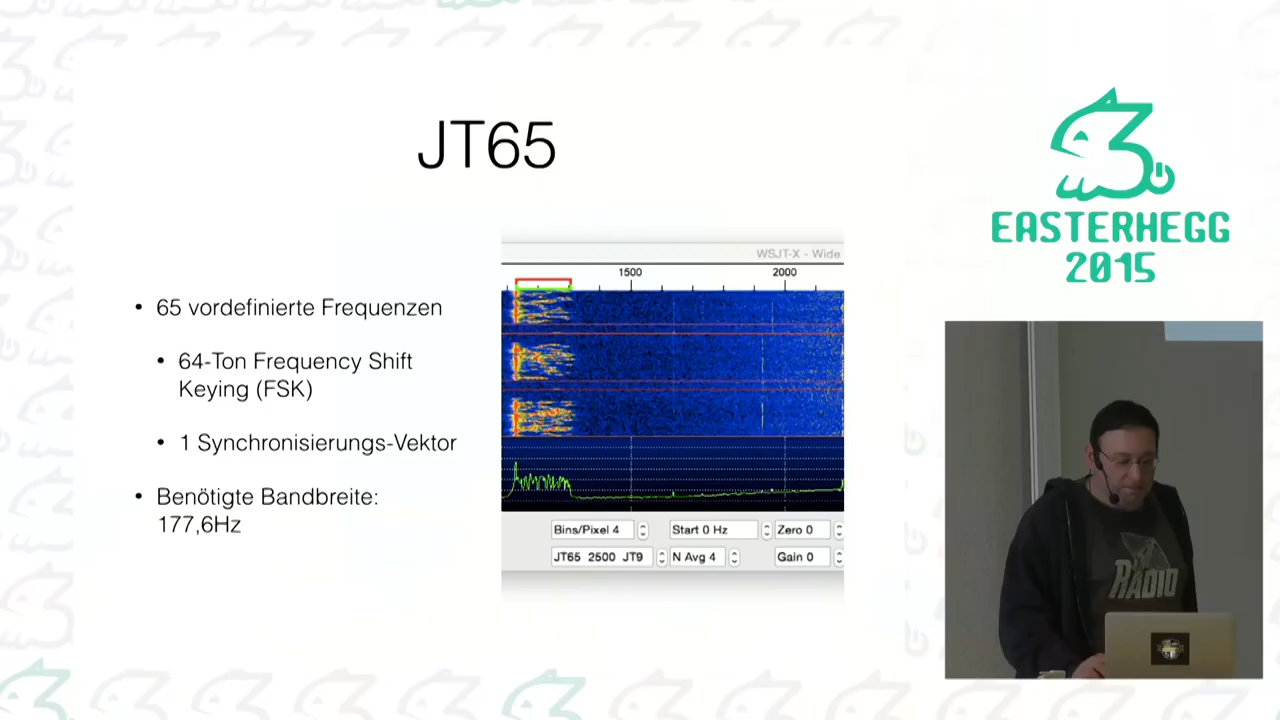 JT65
65 vordefinierte Frequenzen
64-Ton Frequency Shift
Keying (FSK)
1 Synchronisierungs-Vektor
Benötigte Bandbreite:
177,6Hz
WSJT-X - Wide
1500 2000
Bins/Pixel 4 Start 0 Hz Zero 0
JT65 2500 JT9 N Avg 4 Gain 0
EASTERHEGG
2015
RADIO